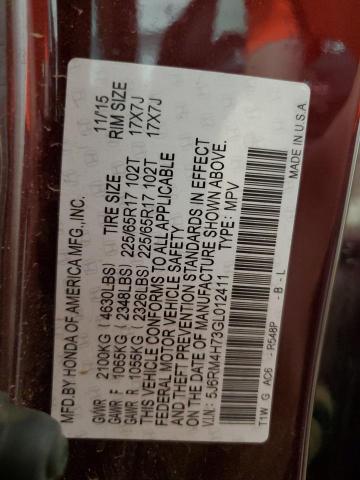 MFD.BY HONDA OF AMERICA MFG.,INC. 11/15
TIRE SIZE RIM SIZE
GVWR 2100KG (4630LBS)
GAWR F 1065KG (2348LBS) 225/65R17 102T 17X7J
GAWR R 1055KG (2326LBS) 225/65R17 102T 17X7J
THIS VEHICLE CONFORMS TO ALL APPLICABLE
FEDERAL MOTOR VEHICLE SAFETY
AND THEFT PREVENTION STANDARDS IN EFFECT
ON THE DATE OF MANUFACTURE SHOWN ABOVE.
V.I.N.: 5J6RM4H73GL012411 TYPE: MPV
T1W G AC6 - R548P - B - L MADE IN U.S.A